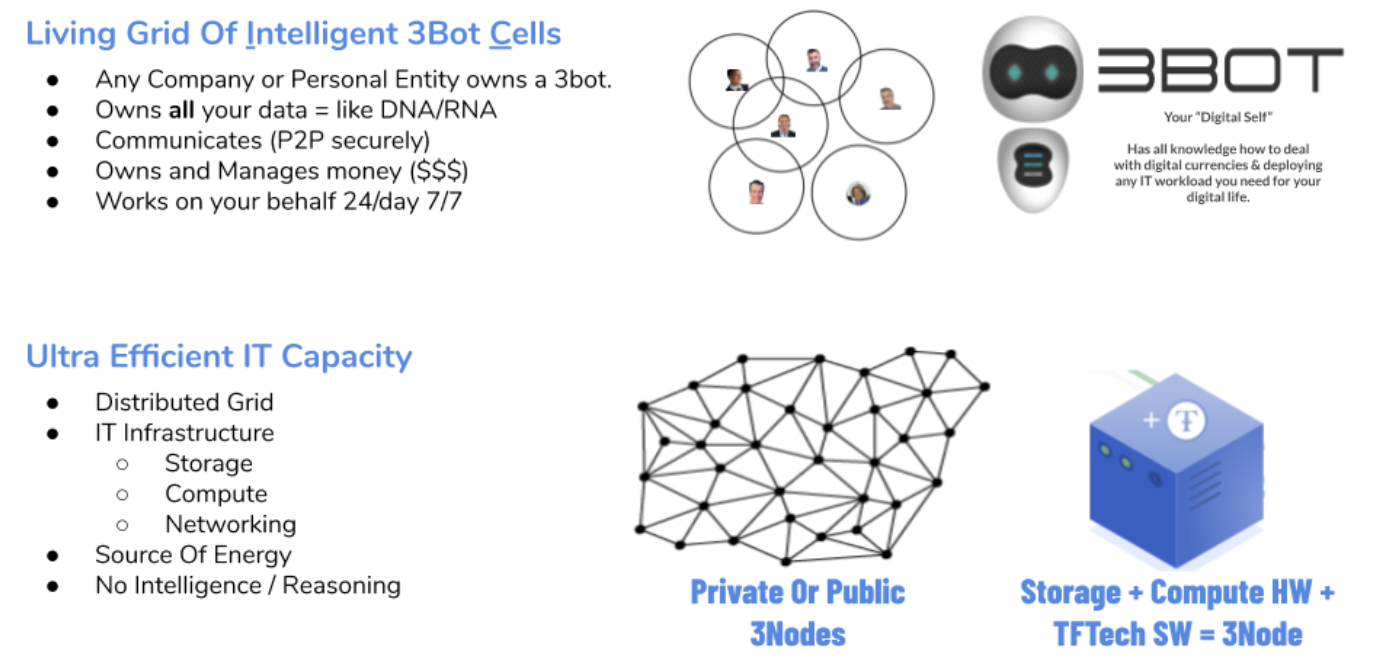 Living Grid Of Intelligent 3Bot Cells
● Any Company or Personal Entity owns a 3bot.
● Owns all your data = like DNA/RNA
● Communicates (P2P securely)
● Owns and Manages money ($$$)
● Works on your behalf 24/day 7/7
3BOT
Your "Digital Self"
Has all knowledge how to deal
with digital currencies & deploying
any IT workload you need for your
digital life.
Ultra Efficient IT Capacity
● Distributed Grid
● IT Infrastructure
○ Storage
○ Compute
○ Networking
● Source Of Energy
● No Intelligence / Reasoning
Private Or Public
3Nodes
+ Ŧ
Storage + Compute HW +
TFTech SW = 3Node